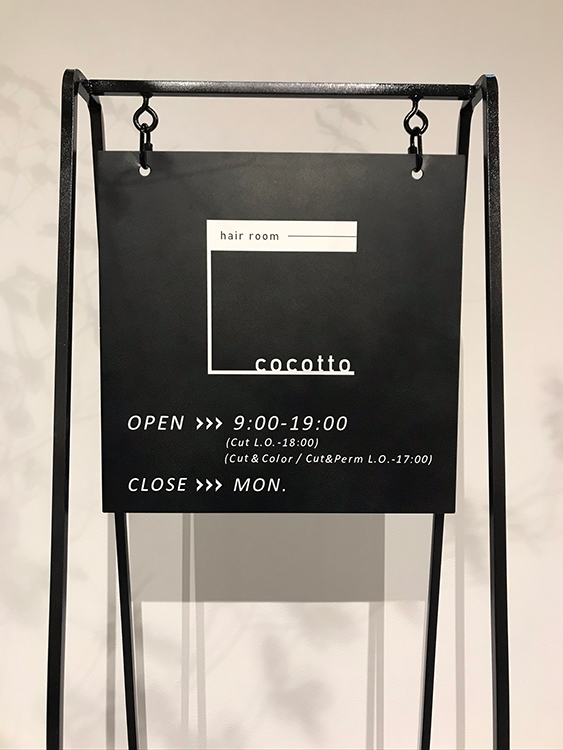 hair room
cocotto
OPEN >>> 9:00-19:00
(Cut L.O.-18:00)
(Cut&Color / Cut&Perm L.O.-17:00)
CLOSE >>> MON.